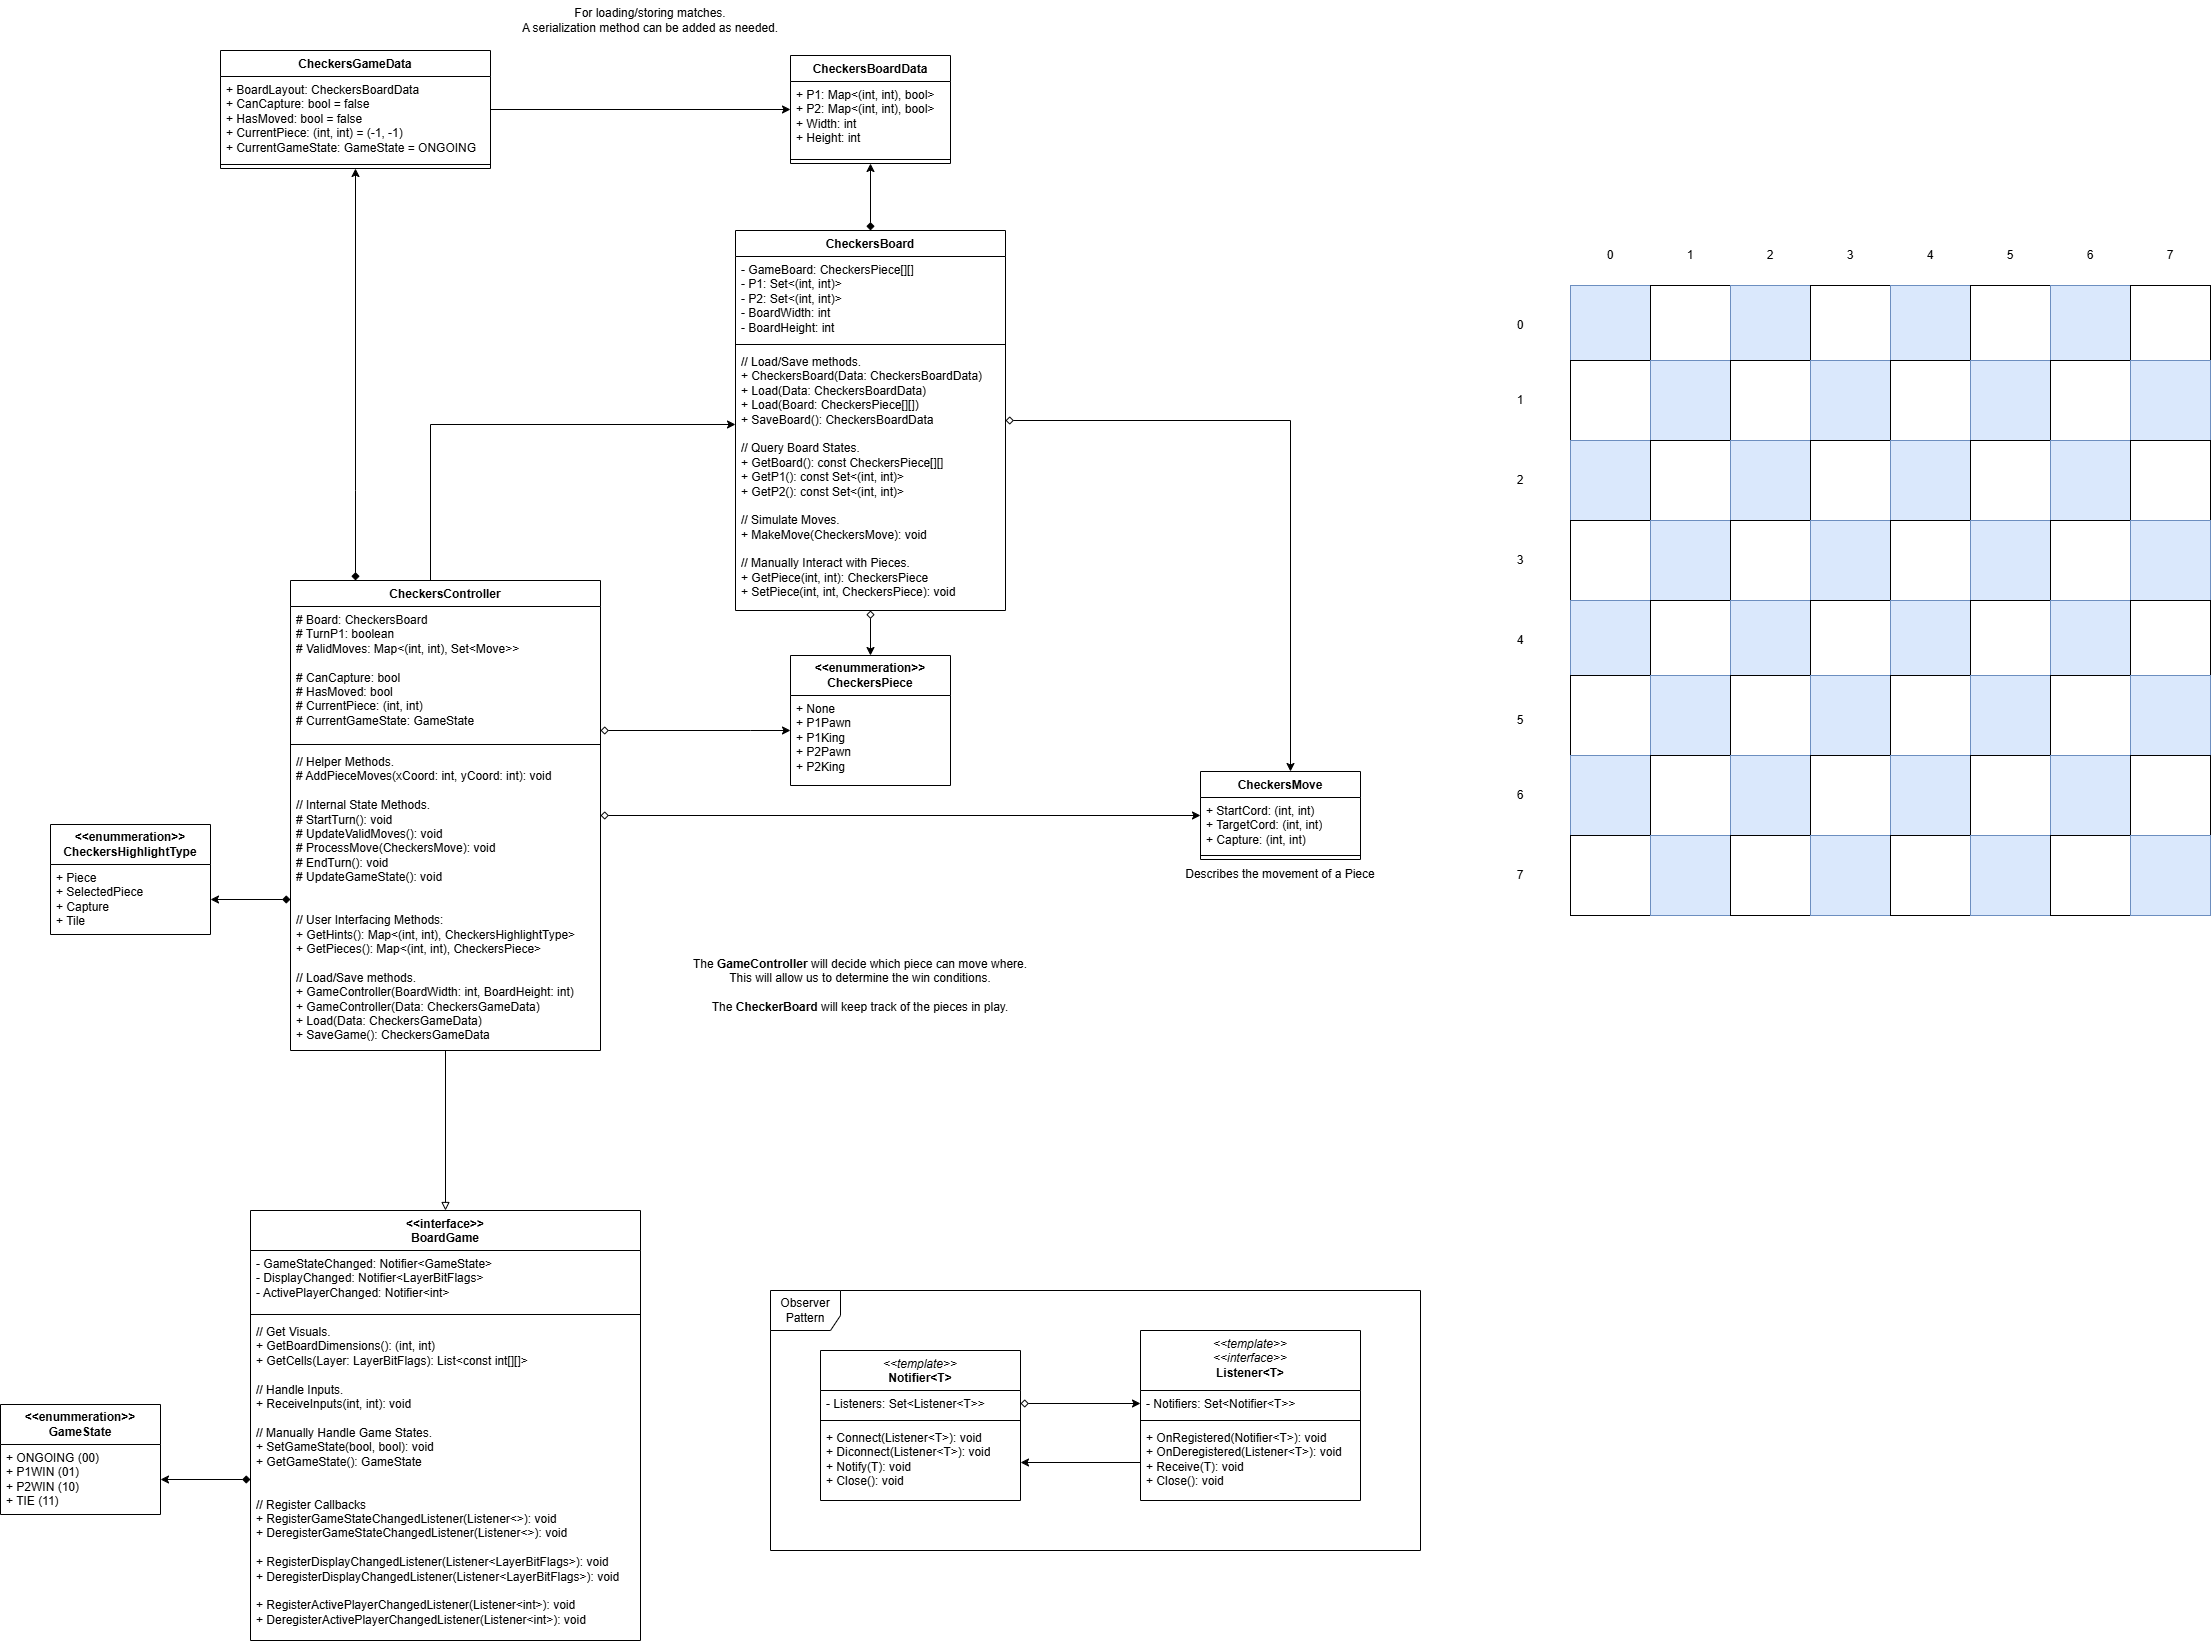 For loading/storing matches.
A serialization method can be added as needed.
CheckersGameData
+ BoardLayout: CheckersBoardData
+ CanCapture: bool = false
+ HasMoved: bool = false
+ CurrentPiece: (int, int) = (-1, -1)
+ CurrentGameState: GameState = ONGOING
CheckersBoardData
+ P1: Map<(int, int), bool>
+ P2: Map<(int, int), bool>
+ Width: int
+ Height: int
CheckersBoard
- GameBoard: CheckersPiece[][]
- P1: Set<(int, int)>
- P2: Set<(int, int)>
- BoardWidth: int
- BoardHeight: int
// Load/Save methods.
+ CheckersBoard(Data: CheckersBoardData)
+ Load(Data: CheckersBoardData)
+ Load(Board: CheckersPiece[][])
+ SaveBoard(): CheckersBoardData
// Query Board States.
+ GetBoard(): const CheckersPiece[][]
+ GetP1(): const Set<(int, int)>
+ GetP2(): const Set<(int, int)>
// Simulate Moves.
+ MakeMove(CheckersMove): void
// Manually Interact with Pieces.
+ GetPiece(int, int): CheckersPiece
+ SetPiece(int, int, CheckersPiece): void
0 1 2 3 4 5 6 7
0
1
2
3
4
5
6
7
CheckersController
# Board: CheckersBoard
# TurnP1: boolean
# ValidMoves: Map<(int, int), Set<Move>>
# CanCapture: bool
# HasMoved: bool
# CurrentPiece: (int, int)
# CurrentGameState: GameState
// Helper Methods.
# AddPieceMoves(xCoord: int, yCoord: int): void
// Internal State Methods.
# StartTurn(): void
# UpdateValidMoves(): void
# ProcessMove(CheckersMove): void
# EndTurn(): void
# UpdateGameState(): void
// User Interfacing Methods:
+ GetHints(): Map<(int, int), CheckersHighlightType>
+ GetPieces(): Map<(int, int), CheckersPiece>
// Load/Save methods.
+ GameController(BoardWidth: int, BoardHeight: int)
+ GameController(Data: CheckersGameData)
+ Load(Data: CheckersGameData)
+ SaveGame(): CheckersGameData
<<enummeration>>
CheckersPiece
+ None
+ P1Pawn
+ P1King
+ P2Pawn
+ P2King
CheckersMove
+ StartCord: (int, int)
+ TargetCord: (int, int)
+ Capture: (int, int)
Describes the movement of a Piece
<<enummeration>>
CheckersHighlightType
+ Piece
+ SelectedPiece
+ Capture
+ Tile
The GameController will decide which piece can move where.
This will allow us to determine the win conditions.
The CheckerBoard will keep track of the pieces in play.
<<interface>>
BoardGame
- GameStateChanged: Notifier<GameState>
- DisplayChanged: Notifier<LayerBitFlags>
- ActivePlayerChanged: Notifier<int>
// Get Visuals.
+ GetBoardDimensions(): (int, int)
+ GetCells(Layer: LayerBitFlags): List<const int[][]>
// Handle Inputs.
+ ReceiveInputs(int, int): void
// Manually Handle Game States.
+ SetGameState(bool, bool): void
+ GetGameState(): GameState
// Register Callbacks
+ RegisterGameStateChangedListener(Listener<>): void
+ DeregisterGameStateChangedListener(Listener<>): void
+ RegisterDisplayChangedListener(Listener<LayerBitFlags>): void
+ DeregisterDisplayChangedListener(Listener<LayerBitFlags>): void
+ RegisterActivePlayerChangedListener(Listener<int>): void
+ DeregisterActivePlayerChangedListener(Listener<int>): void
<<enummeration>>
GameState
+ ONGOING (00)
+ P1WIN (01)
+ P2WIN (10)
+ TIE (11)
Observer
Pattern
<<template>>
Notifier<T>
- Listeners: Set<Listener<T>>
+ Connect(Listener<T>): void
+ Diconnect(Listener<T>): void
+ Notify(T): void
+ Close(): void
<<template>>
<<interface>>
Listener<T>
- Notifiers: Set<Notifier<T>>
+ OnRegistered(Notifier<T>): void
+ OnDeregistered(Listener<T>): void
+ Receive(T): void
+ Close(): void